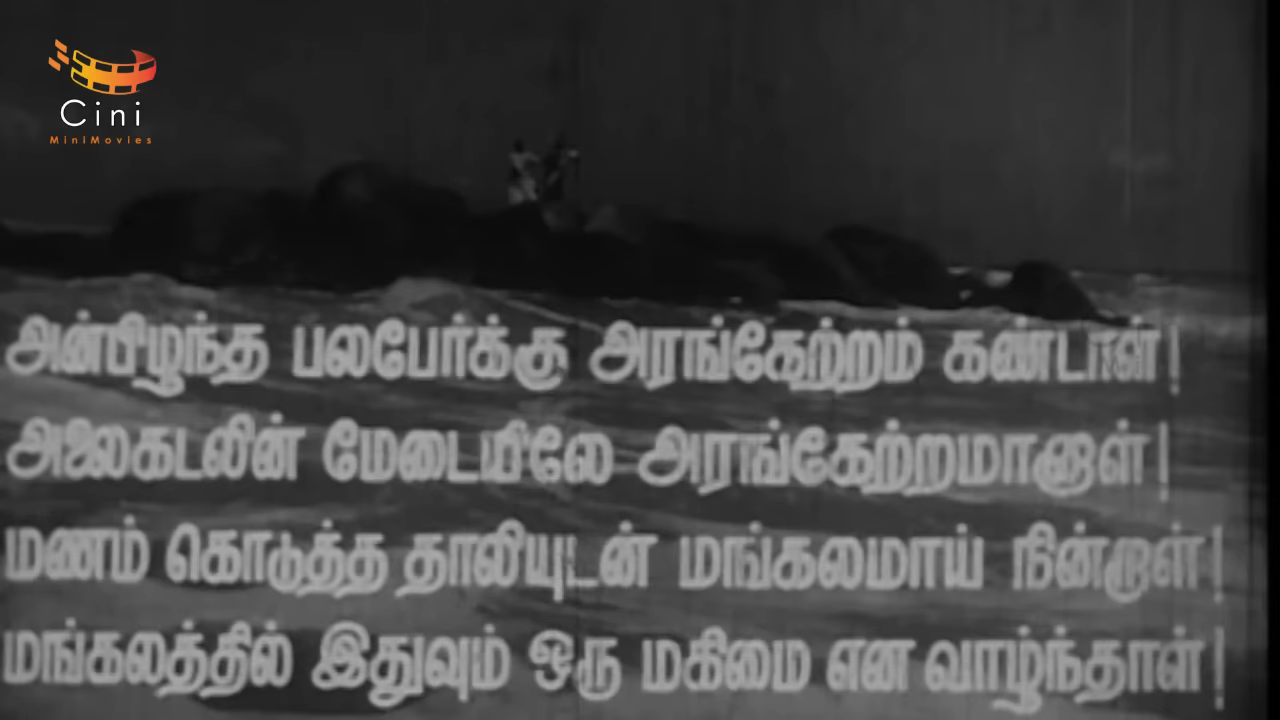 Cini
MiniMovies
அன்பிழந்த பலபேர்க்கு அரங்கேற்றம் கண்டாள்!
அலைகடலின் மேடையிலே அரங்கேற்றமானாள்!
மணம் கொடுத்த தாலியுடன் மங்கலமாய் நின்றாள்!
மங்கலத்தில் இதுவும் ஒரு மகிமை என வாழ்ந்தாள்!